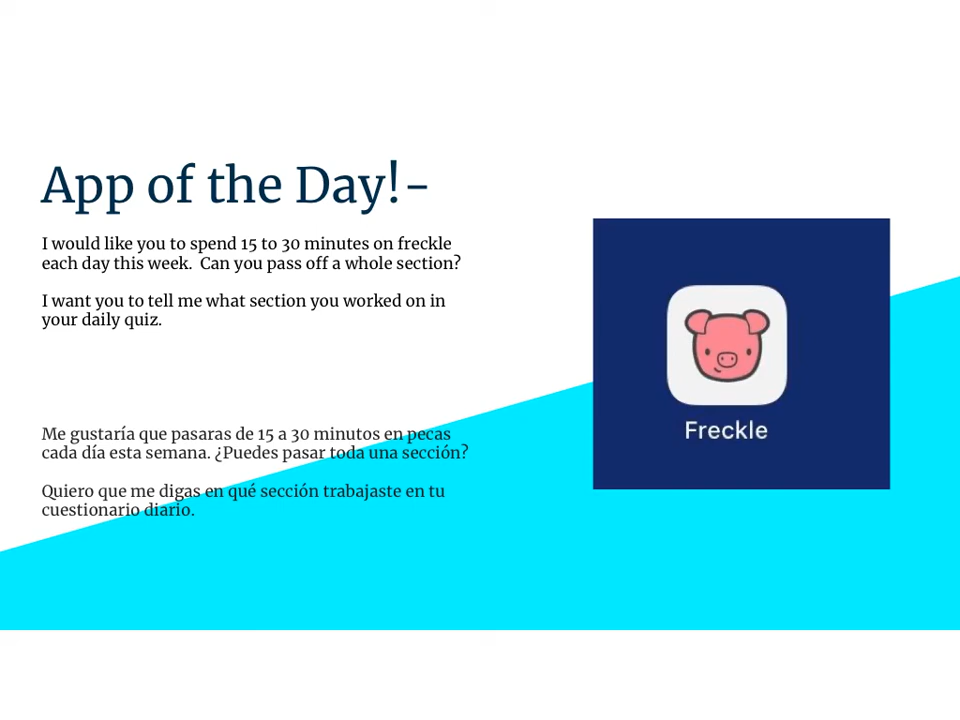 App of the Day!-
I would like you to spend 15 to 30 minutes on freckle
each day this week.  Can you pass off a whole section?
I want you to tell me what section you worked on in
your daily quiz.
Me gustaría que pasaras de 15 a 30 minutos en pecas
cada día esta semana. ¿Puedes pasar toda una sección?
Quiero que me digas en qué sección trabajaste en tu
cuestionario diario.
Freckle